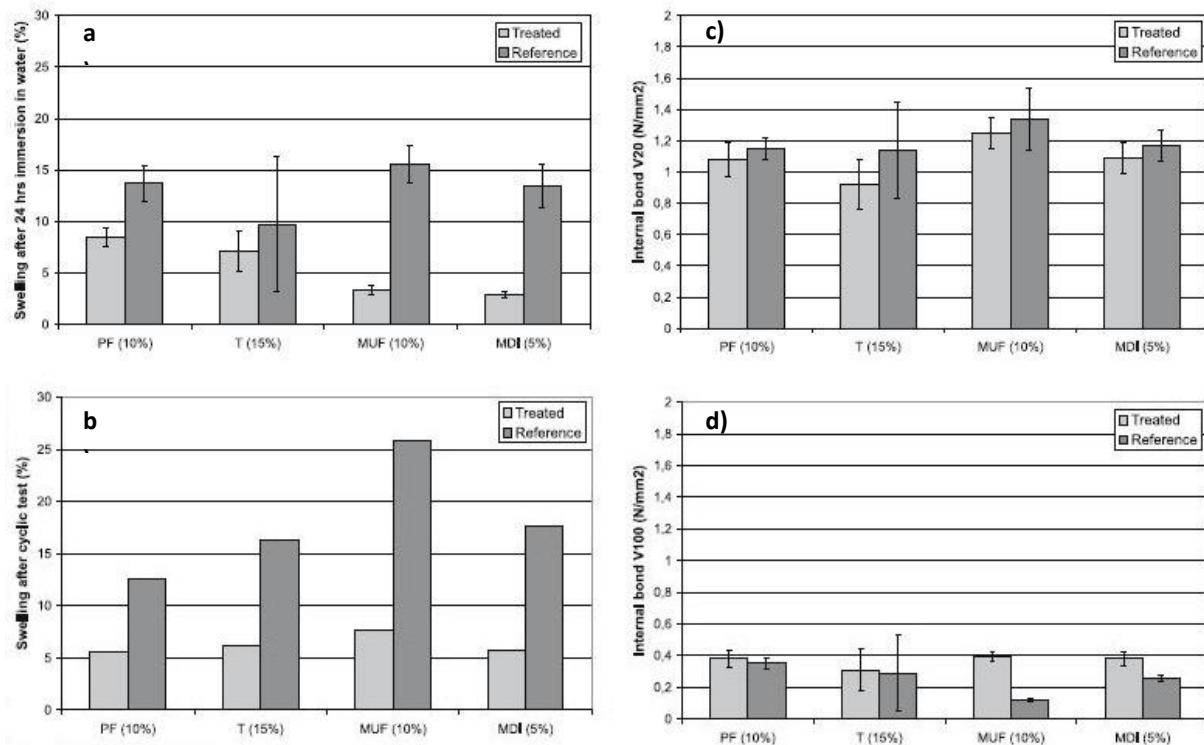 a
Treated
Reference
Swelling after 24 hrs immersion in water (%)
30
25
20
15
10
5
0
PF (10%) T (15%) MUF (10%) MDI (5%)
c)
Treated
Reference
Internal bond V20 (N/mm2)
2
1,8
1,6
1,4
1,2
1
0,8
0,6
0,4
0,2
0
PF (10%) T (15%) MUF (10%) MDI (5%)
b
Treated
Reference
Swelling after cyclic test (%)
30
25
20
15
10
5
0
PF (10%) T (15%) MUF (10%) MDI (5%)
d)
Treated
Reference
Internal bond V100 (N/mm2)
2
1,8
1,6
1,4
1,2
1
0,8
0,6
0,4
0,2
0
PF (10%) T (15%) MUF (10%) MDI (5%)